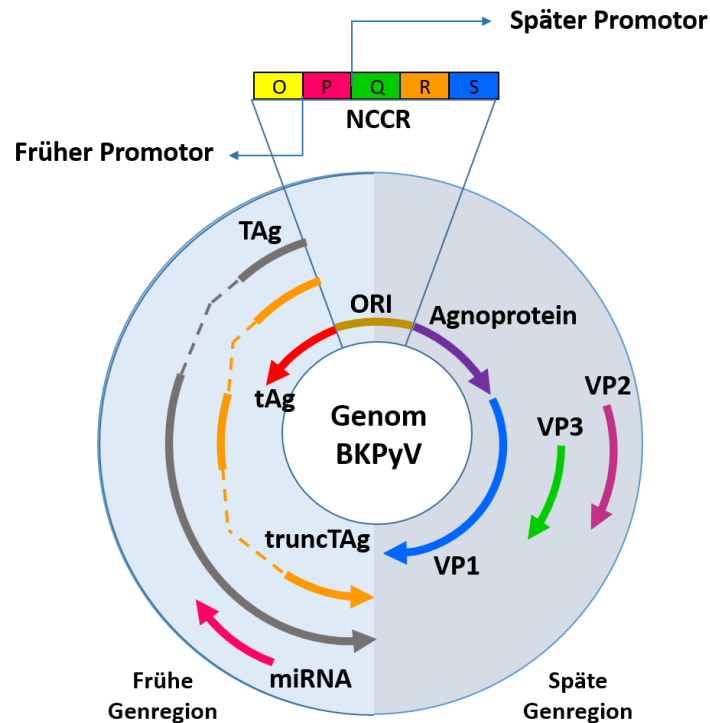 Später Promotor
O P Q R S
NCCR
Früher Promotor
TAg
ORI
Agnoprotein
tAg
Genom
BKPyV
VP2
VP3
truncTAg
VP1
miRNA
Frühe
Genregion
Späte
Genregion